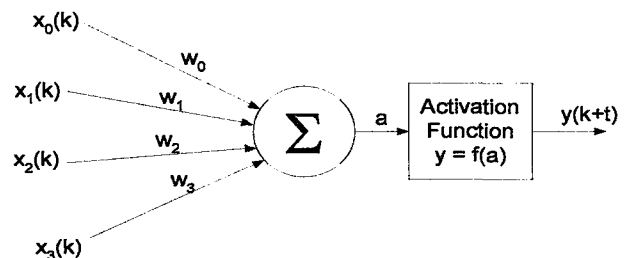 x0(k)
w0
x1(k)
w1
x2(k)
w2
w3
x3(k)
Σ
a
Activation
Function
y = f(a)
y(k+t)